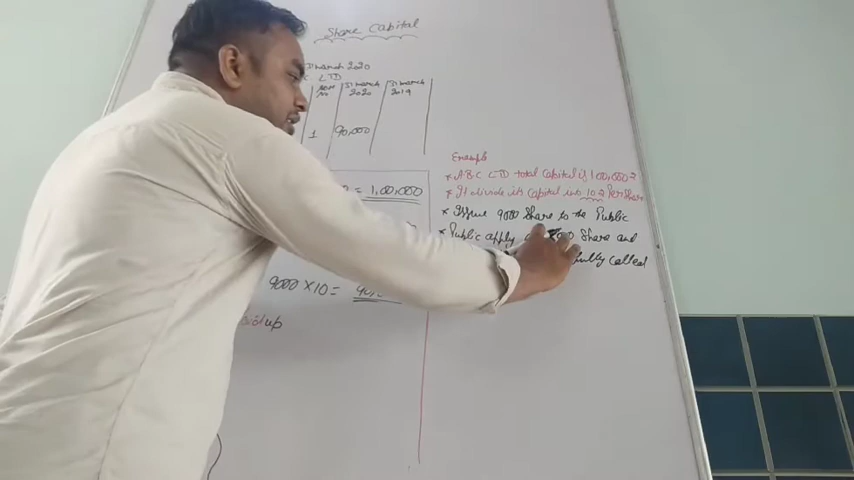 Share Capital
31 march 2020
LTD
31 march 2020
31 march 2019
1 90,000
= 1,00,000
9000 × 10 =
up
Example
* ABC LTD total capital is 1,00,000=
* It divide its capital into 10= Per Share
* Issue 9000 Share to the Public
* Public apply Share and
fully called